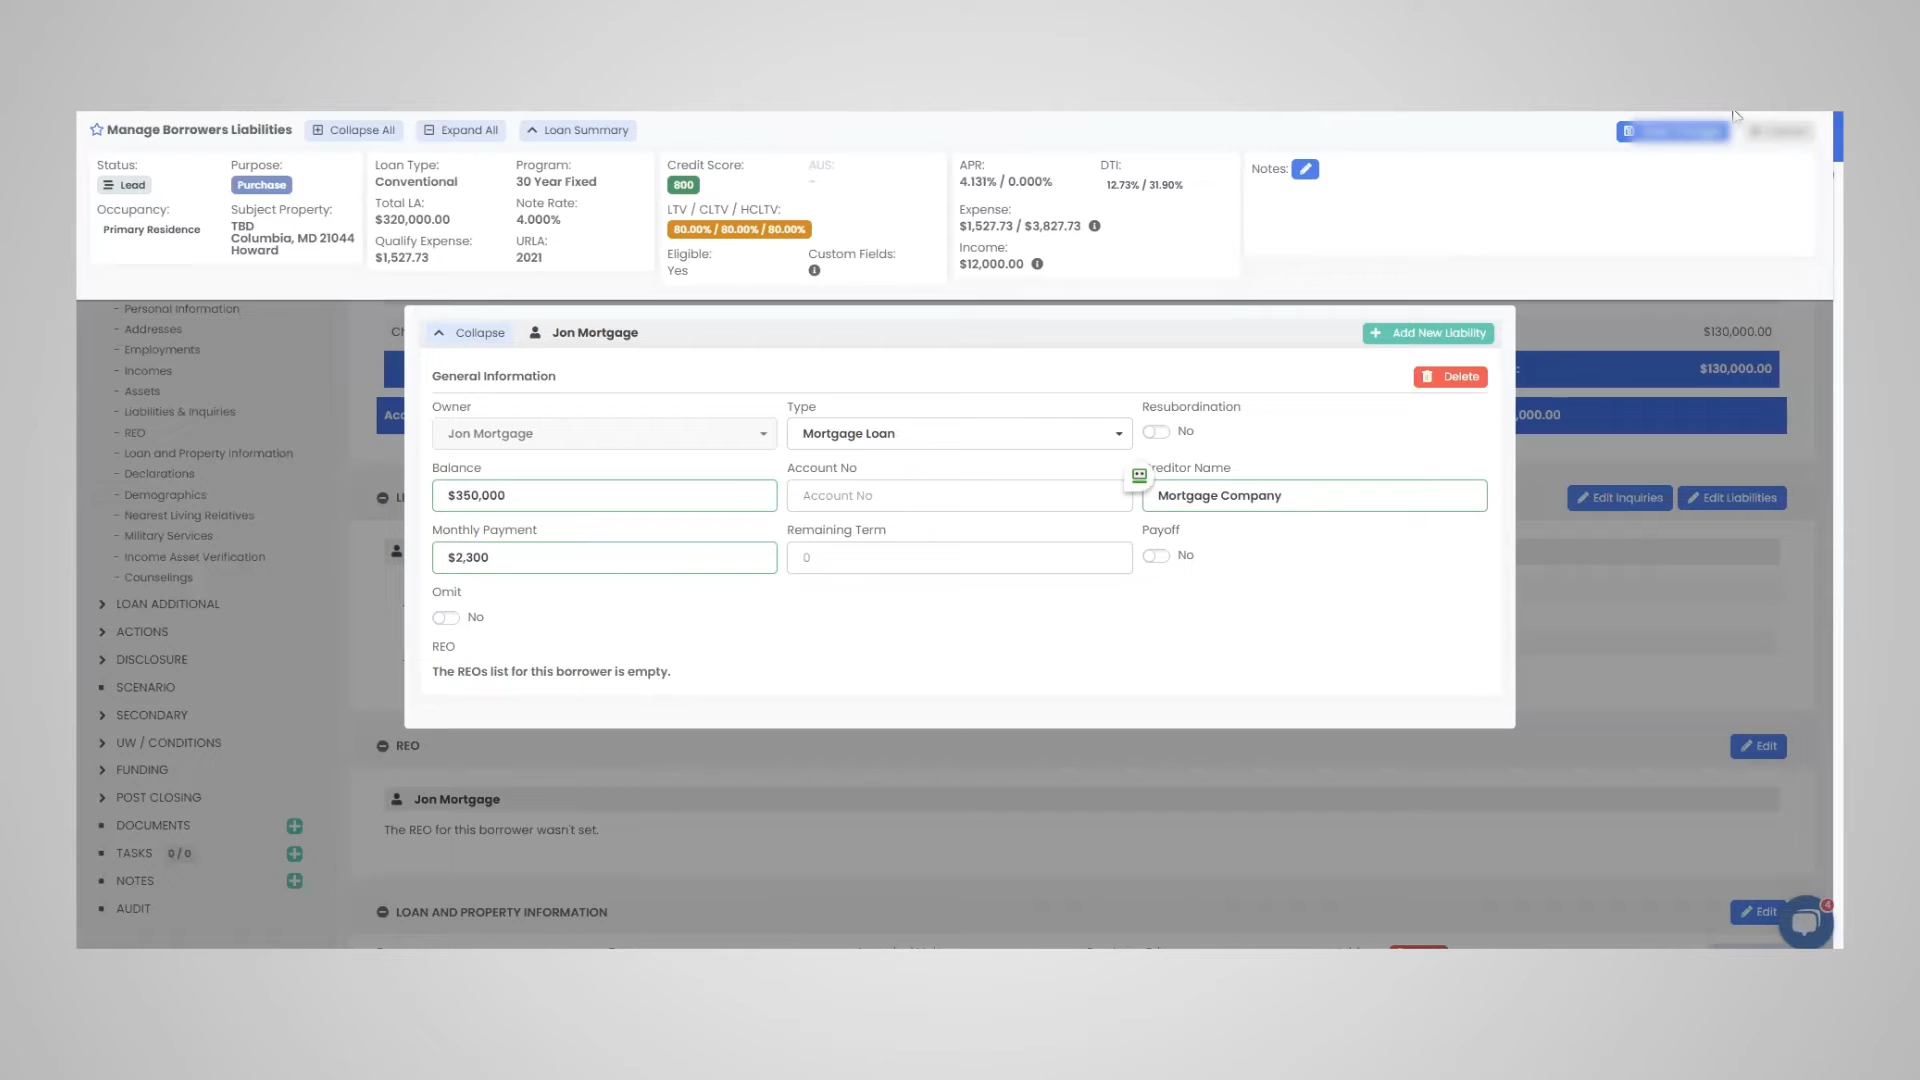 Manage Borrowers Liabilities
Collapse All
Expand All
Loan Summary
Status:
Lead
Purpose:
Purchase
Occupancy:
Primary Residence
Subject Property:
TBD
Columbia, MD 21044
Howard
Loan Type:
Conventional
Program:
30 Year Fixed
Total LA:
$320,000.00
Note Rate:
4.000%
Qualify Expense:
$1,527.73
URLA:
2021
Credit Score:
800
AUS:
-
LTV / CLTV / HCLTV:
80.00% / 80.00% / 80.00%
Eligible:
Yes
Custom Fields:
APR:
4.131% / 0.000%
DTI:
12.73% / 31.90%
Expense:
$1,527.73 / $3,827.73
Income:
$12,000.00
Notes:
- Personal Information
- Addresses
- Employments
- Incomes
- Assets
- Liabilities & Inquiries
- REO
- Loan and Property Information
- Declarations
- Demographics
- Nearest Living Relatives
- Military Services
- Income Asset Verification
- Counselings
LOAN ADDITIONAL
ACTIONS
DISCLOSURE
SCENARIO
SECONDARY
UW / CONDITIONS
FUNDING
POST CLOSING
DOCUMENTS
TASKS 0 / 0
NOTES
AUDIT
$130,000.00
$130,000.00
Edit Inquiries
Edit Liabilities
Collapse
Jon Mortgage
Add New Liability
General Information
Delete
Owner
Jon Mortgage
Type
Mortgage Loan
Resubordination
No
Balance
$350,000
Account No
Account No
reditor Name
Mortgage Company
Monthly Payment
$2,300
Remaining Term
0
Payoff
No
Omit
No
REO
The REOs list for this borrower is empty.
REO
Edit
Jon Mortgage
The REO for this borrower wasn't set.
LOAN AND PROPERTY INFORMATION
Edit
4